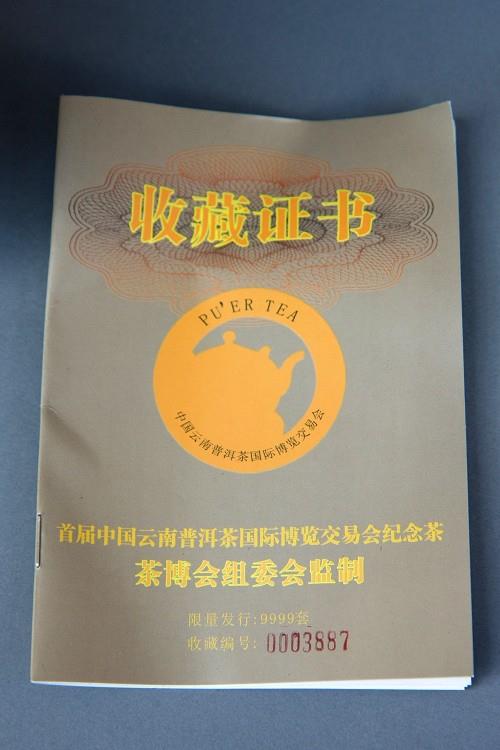 收藏证书
PU'ER TEA
中国云南普洱茶国际博览交易会
首届中国云南普洱茶国际博览交易会纪念茶
茶博会组委会监制
限量发行:9999套
收藏编号: 0003887